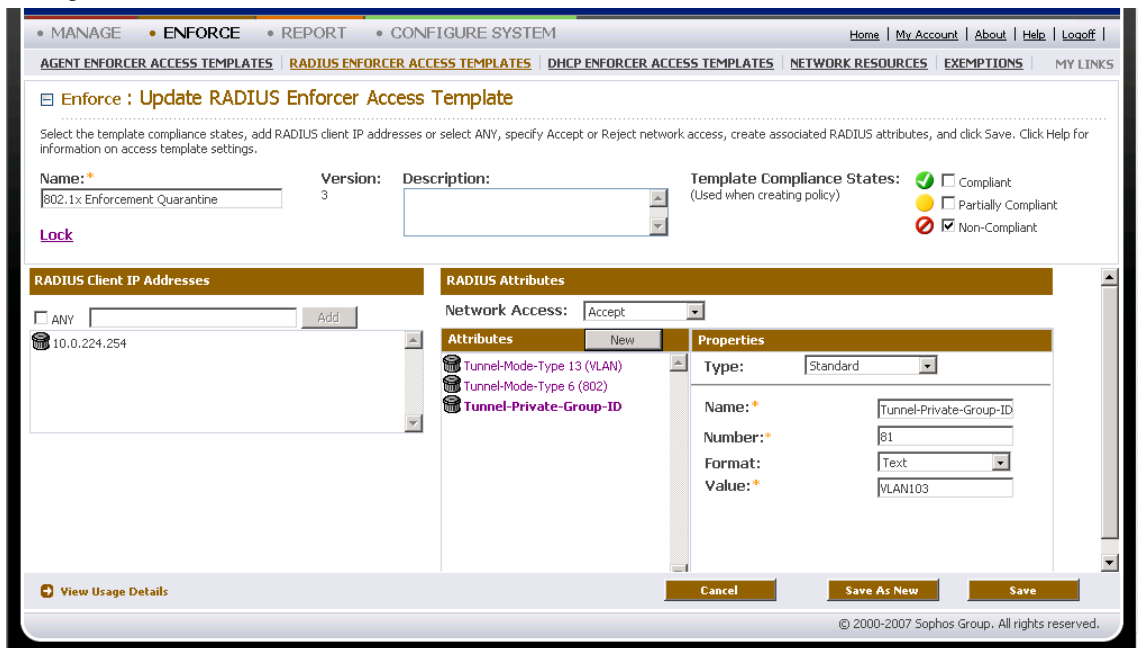 • MANAGE • ENFORCE • REPORT • CONFIGURE SYSTEM Home | My Account | About | Help | Logoff |
AGENT ENFORCER ACCESS TEMPLATES | RADIUS ENFORCER ACCESS TEMPLATES | DHCP ENFORCER ACCESS TEMPLATES | NETWORK RESOURCES | EXEMPTIONS | MY LINKS
Enforce : Update RADIUS Enforcer Access Template
Select the template compliance states, add RADIUS client IP addresses or select ANY, specify Accept or Reject network access, create associated RADIUS attributes, and click Save. Click Help for
information on access template settings.
Name:* Version: Description: Template Compliance States: Compliant
802.1x Enforcement Quarantine 3 (Used when creating policy) Partially Compliant
Lock Non-Compliant
RADIUS Client IP Addresses RADIUS Attributes
ANY Add Network Access: Accept
10.0.224.254 Attributes New Properties
Tunnel-Mode-Type 13 (VLAN) Type: Standard
Tunnel-Mode-Type 6 (802)
Tunnel-Private-Group-ID Name:* Tunnel-Private-Group-ID
Number:* 81
Format: Text
Value:* VLAN103
View Usage Details Cancel Save As New Save
© 2000-2007 Sophos Group. All rights reserved.